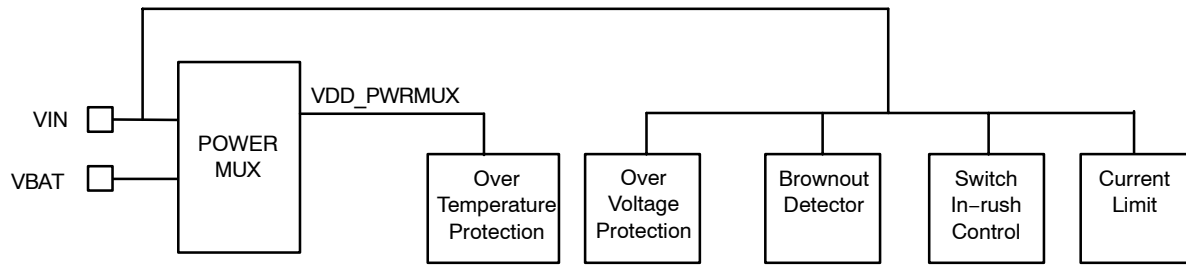 VIN
VBAT
POWER
MUX
VDD_PWRMUX
Over
Temperature
Protection
Over
Voltage
Protection
Brownout
Detector
Switch
In−rush
Control
Current
Limit